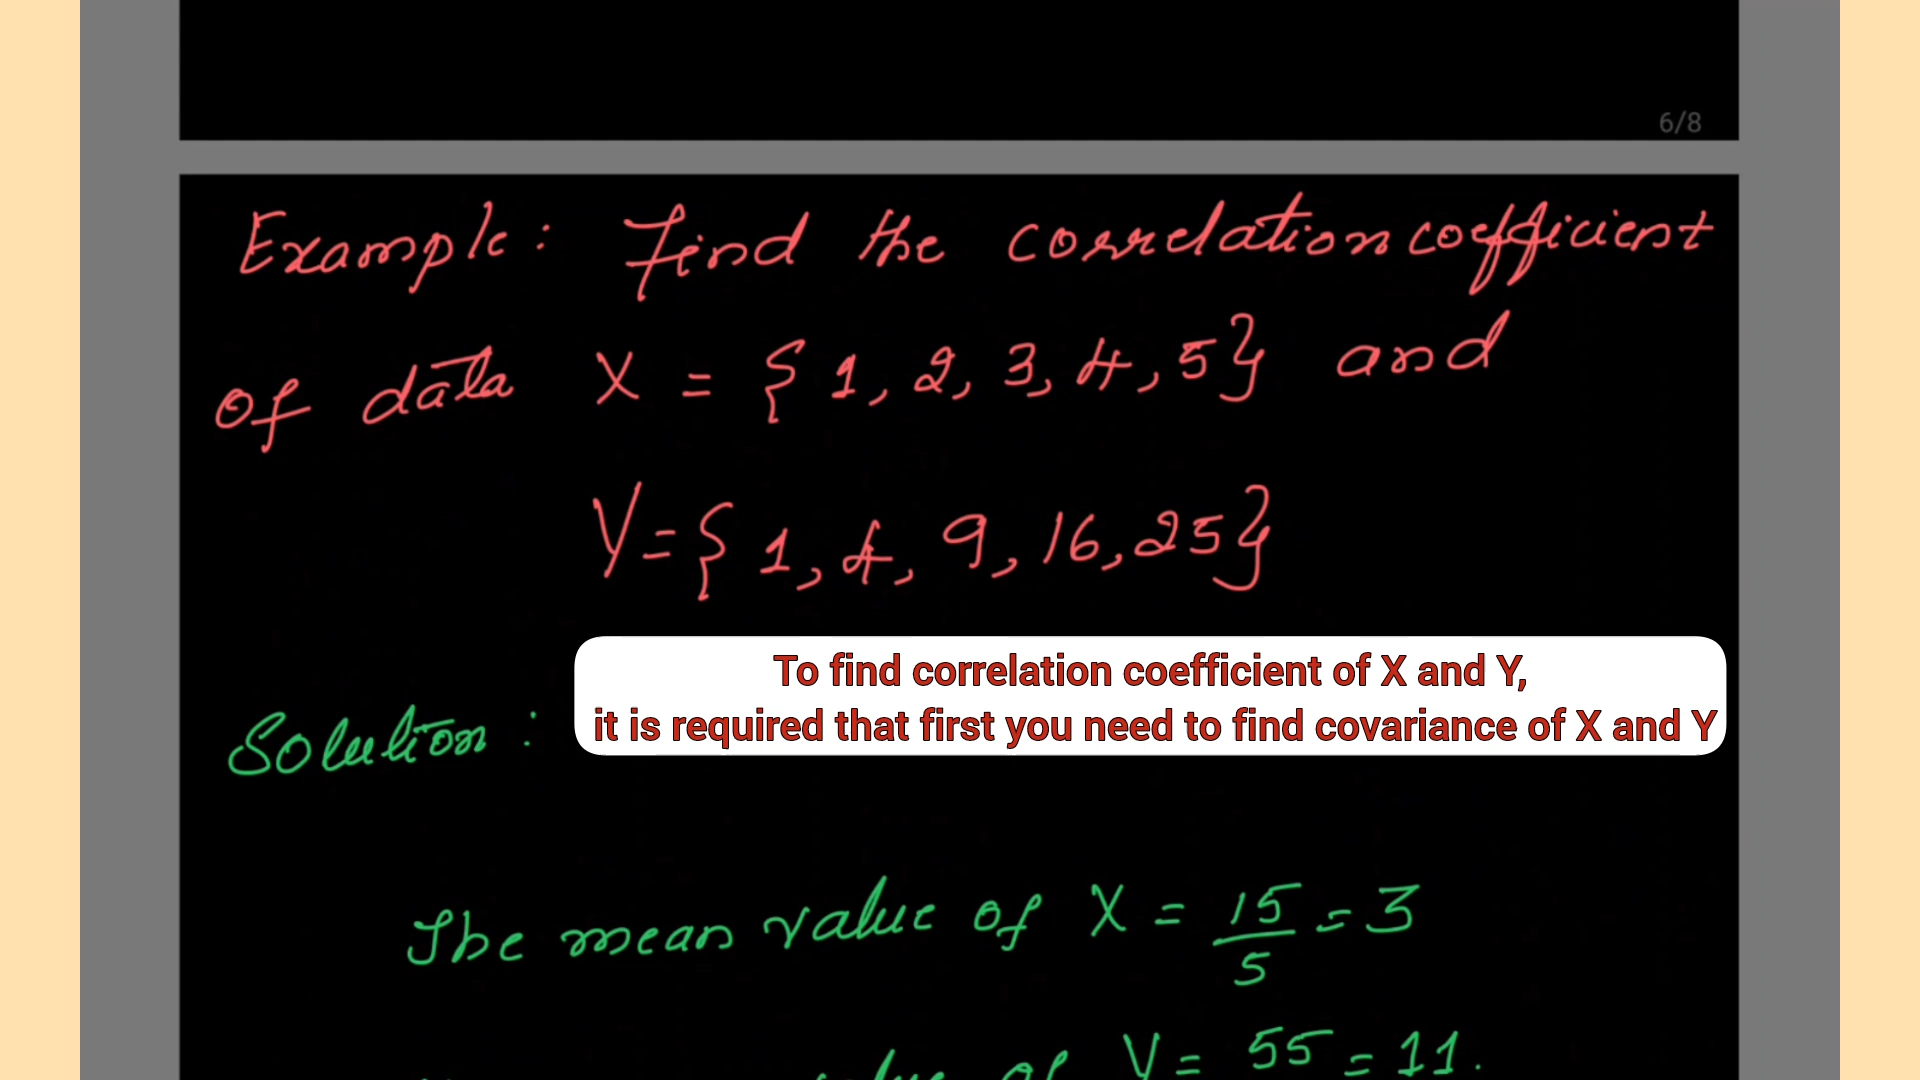 6/8
Example: Find the correlation coefficient
of data X = {1, 2, 3, 4, 5} and
Y = {1, 4, 9, 16, 25}
To find correlation coefficient of X and Y,
it is required that first you need to find covariance of X and Y
Solution :
The mean value of X = 15/5 = 3
value of Y = 55 = 11.